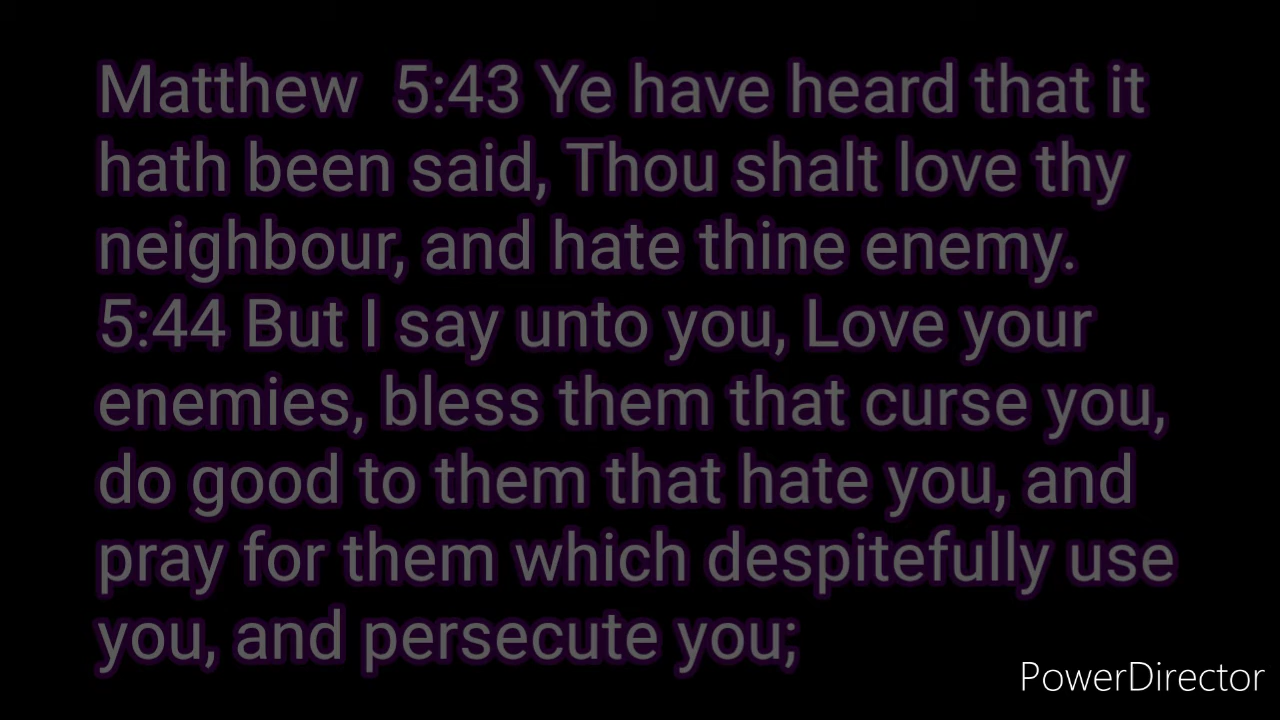 Matthew  5:43 Ye have heard that it
hath been said, Thou shalt love thy
neighbour, and hate thine enemy.
5:44 But I say unto you, Love your
enemies, bless them that curse you,
do good to them that hate you, and
pray for them which despitefully use
you, and persecute you;
PowerDirector